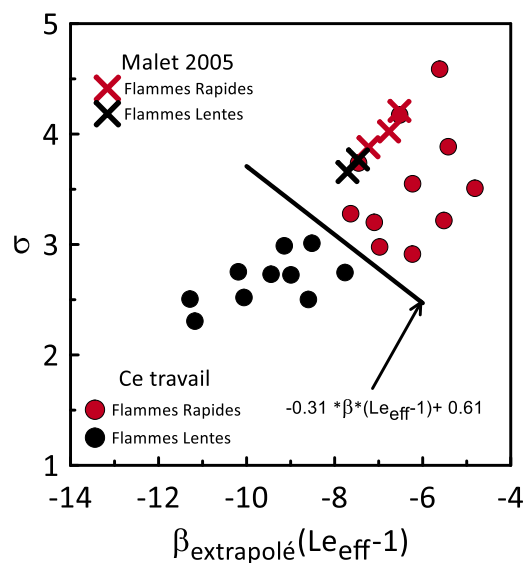 5
4
3
2
1
σ
Malet 2005
Flammes Rapides
Flammes Lentes
Ce travail
Flammes Rapides
Flammes Lentes
-0.31 *β*(Leeff-1)+ 0.61
-14 -12 -10 -8 -6 -4
βextrapolé(Leeff-1)